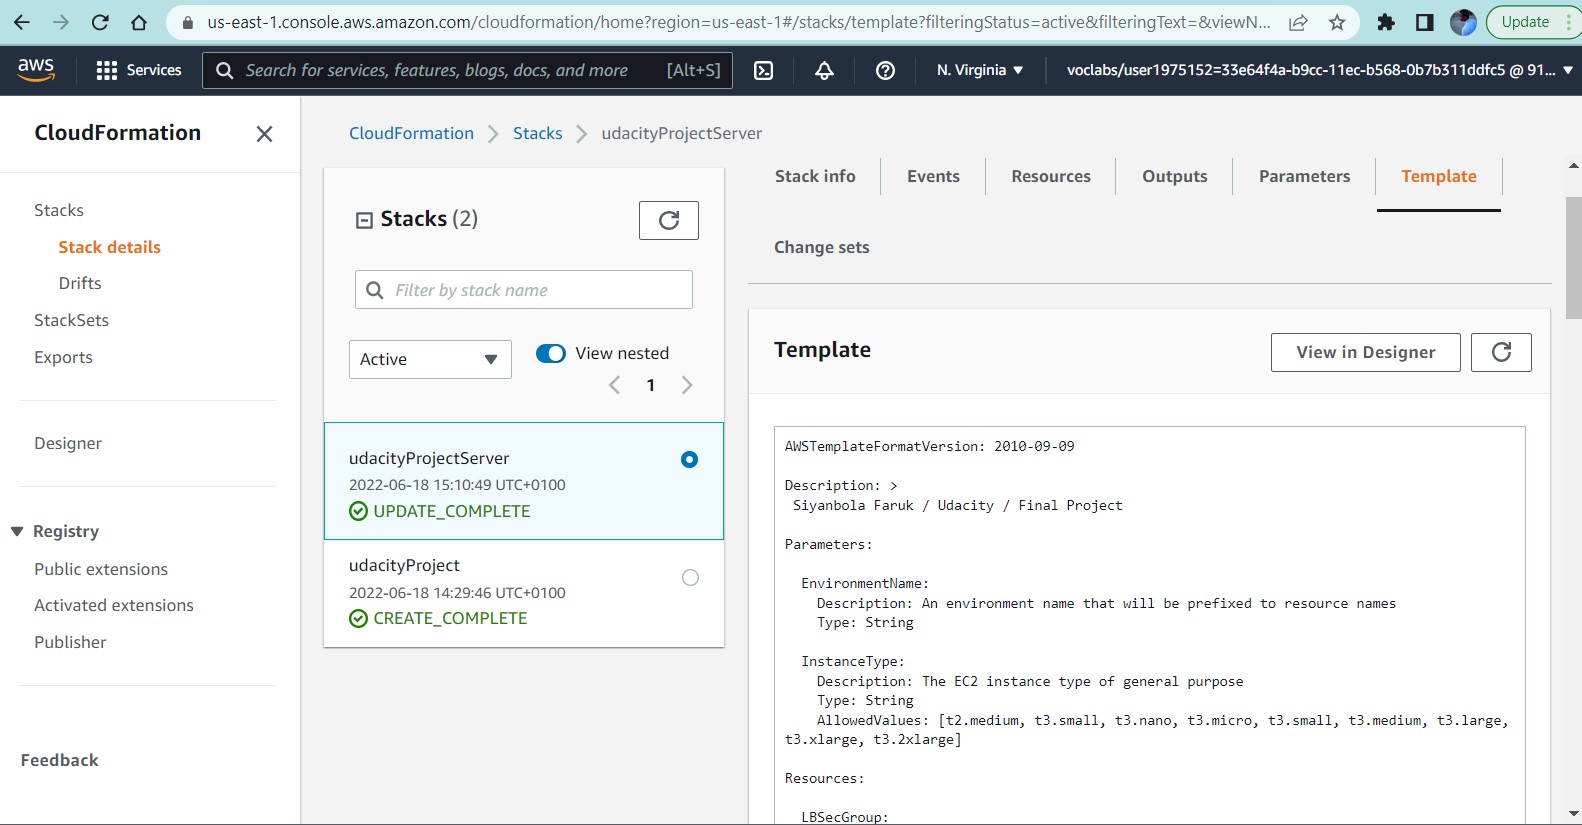 us-east-1.console.aws.amazon.com/cloudformation/home?region=us-east-1#/stacks/template?filteringStatus=active&filteringText=&viewN...
Update
aws
Services
Search for services, features, blogs, docs, and more
[Alt+S]
N. Virginia
voclabs/user1975152=33e64f4a-b9cc-11ec-b568-0b7b311ddfc5 @ 91...
CloudFormation
Stacks
Stack details
Drifts
StackSets
Exports
Designer
Registry
Public extensions
Activated extensions
Publisher
Feedback
CloudFormation
Stacks
udacityProjectServer
Stacks (2)
Filter by stack name
Active
View nested
1
udacityProjectServer
2022-06-18 15:10:49 UTC+0100
UPDATE_COMPLETE
udacityProject
2022-06-18 14:29:46 UTC+0100
CREATE_COMPLETE
Stack info
Events
Resources
Outputs
Parameters
Template
Change sets
Template
View in Designer
AWSTemplateFormatVersion: 2010-09-09
Description: >
Siyanbola Faruk / Udacity / Final Project
Parameters:
EnvironmentName:
Description: An environment name that will be prefixed to resource names
Type: String
InstanceType:
Description: The EC2 instance type of general purpose
Type: String
AllowedValues: [t2.medium, t3.small, t3.nano, t3.micro, t3.small, t3.medium, t3.large,
t3.xlarge, t3.2xlarge]
Resources:
LBSecGroup: